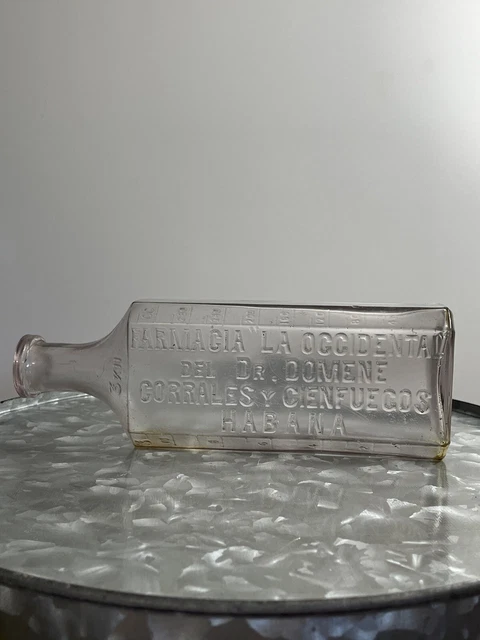 FARMACIA "LA OCCIDENTAL
DEL DR. DOMENE
CORRALES Y CIENFUEGOS
HABANA